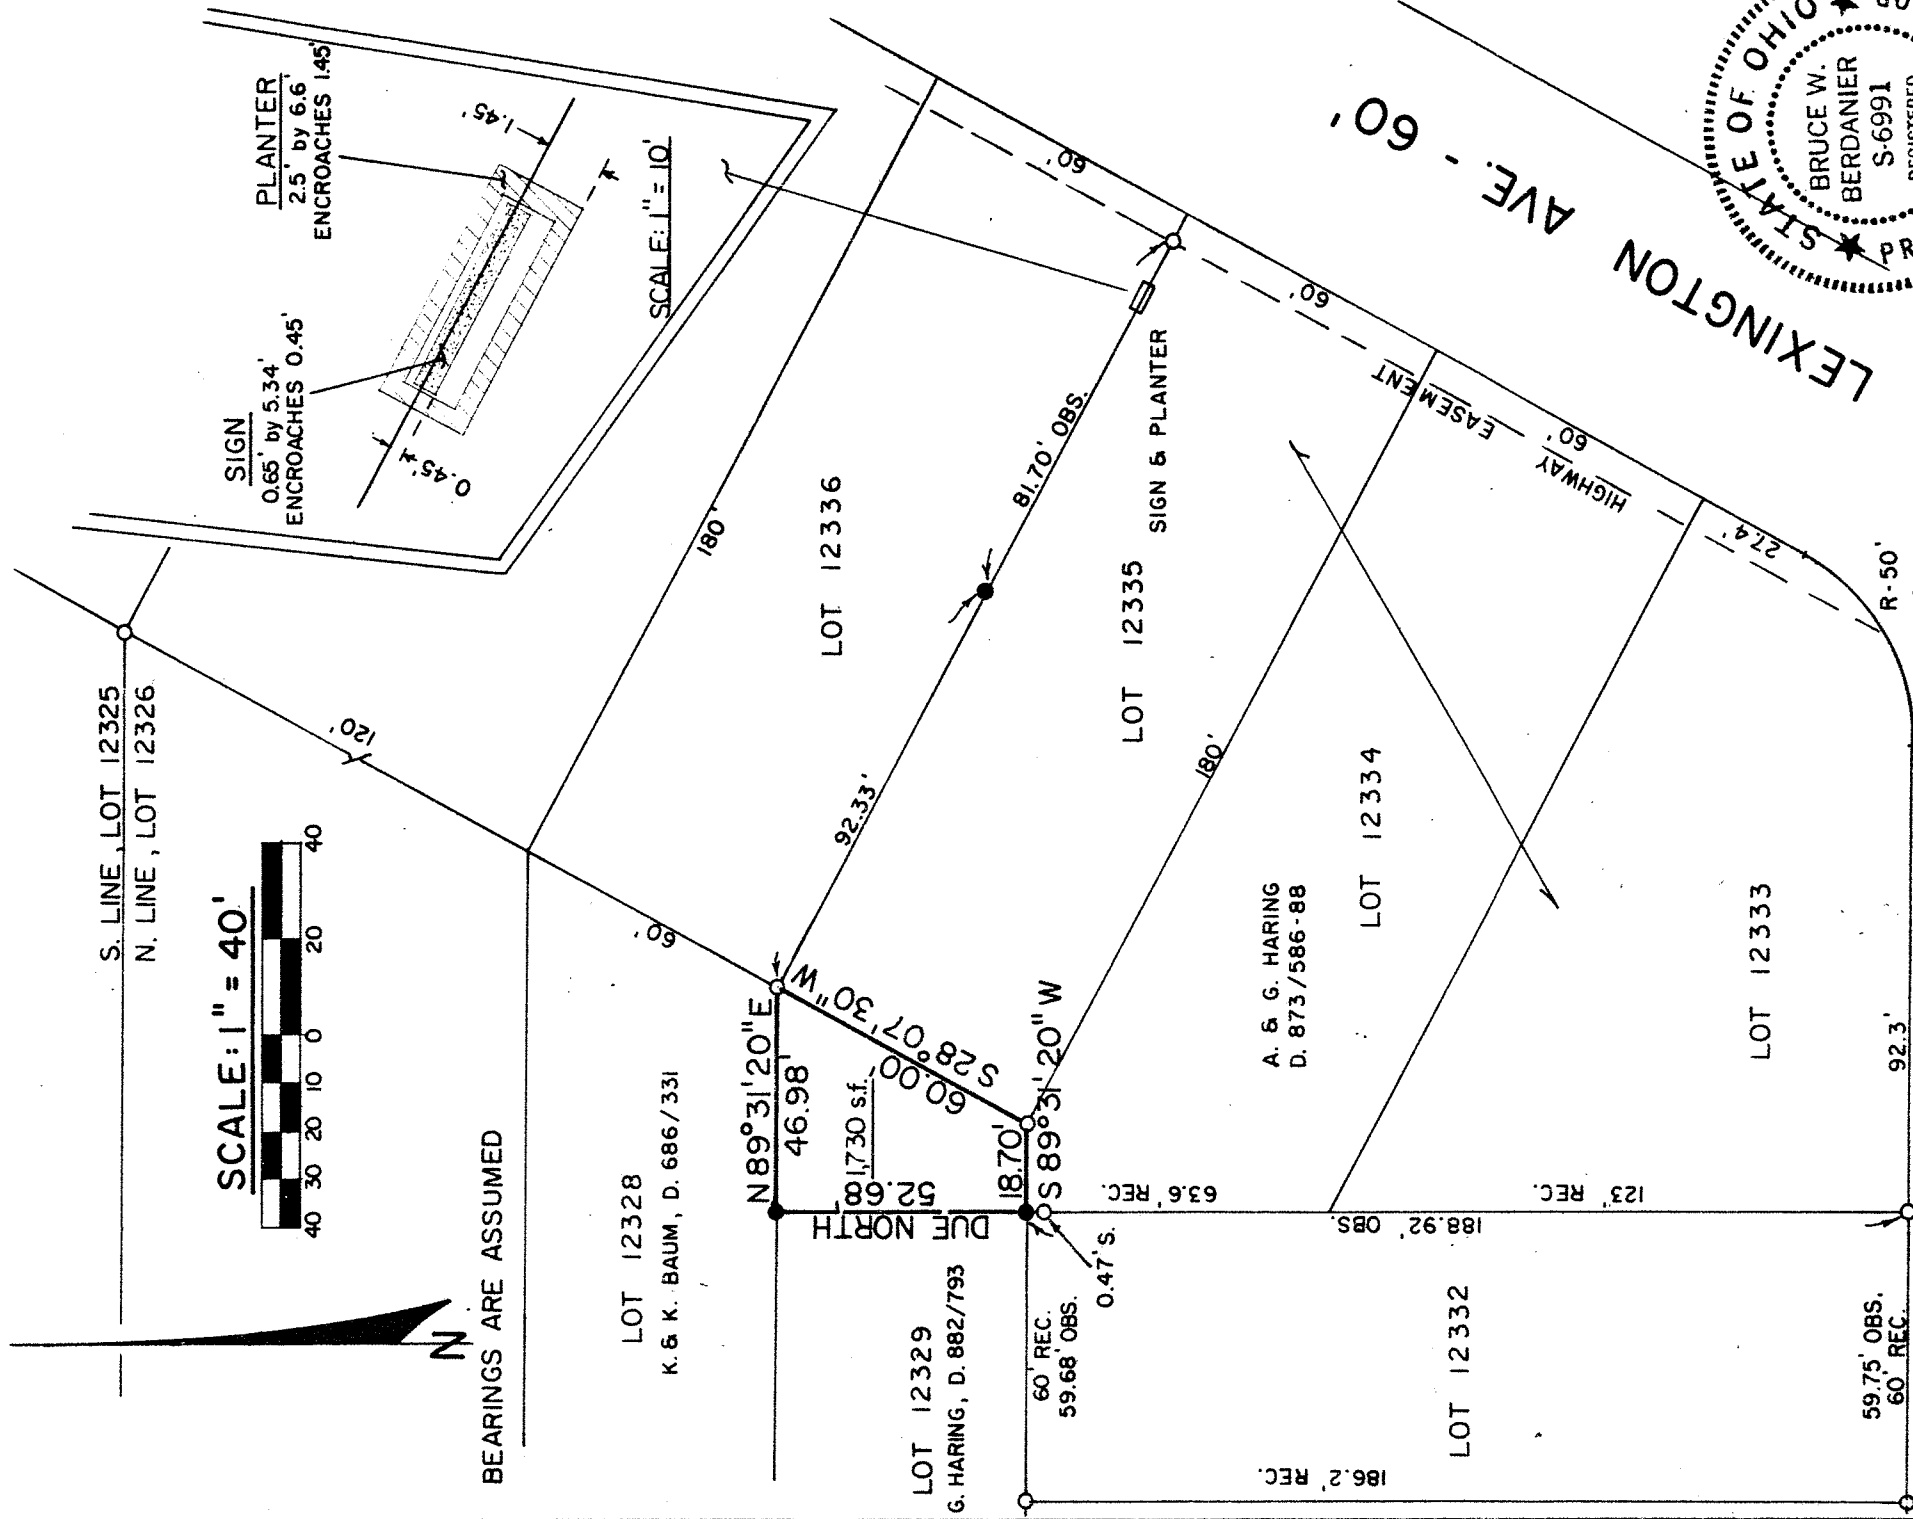 PLANTER
2.5' by 6.6'
ENCROACHES 1.45'
1.45'
SIGN
0.65' by 5.34'
ENCROACHES 0.45'
0.45'
SCALE: 1" = 10'
S. LINE, LOT 12325
N. LINE, LOT 12326
120'
SCALE: 1" = 40'
40 30 20 10 0 20 40
N
BEARINGS ARE ASSUMED
LOT 12328
K. & K. BAUM, D. 686/331
60'
180'
LOT 12336
92.33'
81.70' OBS.
SIGN & PLANTER
LOT 12335
180'
N 89° 31' 20" E
46.98'
S 28° 07' 30" W
60.00'
1,730 s.f.
52.68'
DUE NORTH
18.70'
S 89° 31' 20" W
LOT 12329
G. HARING, D. 882/793
60' REC.
59.68' OBS.
0.47' S.
63.6' REC.
123' REC.
188.92' OBS.
LOT 12332
186.2' REC.
59.75' OBS.
60' REC.
A. & G. HARING
D. 873/586-88
LOT 12334
LOT 12333
92.3'
60'
60'
60'
27.4'
R-50'
HIGHWAY EASEMENT
LEXINGTON AVE. - 60'
STATE OF OHIO
BRUCE W.
BERDANIER
S-6991